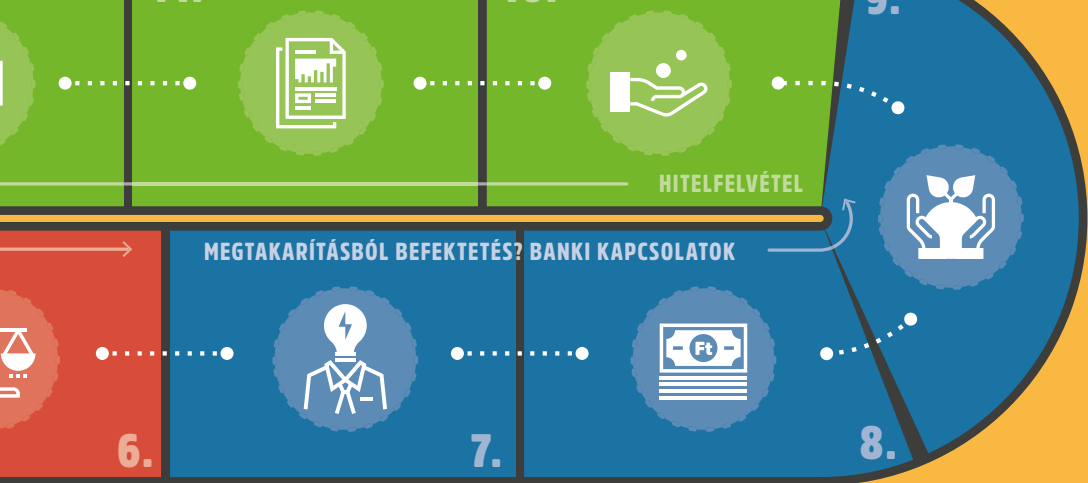 9.
HITELFELVÉTEL
MEGTAKARÍTÁSBÓL BEFEKTETÉS? BANKI KAPCSOLATOK
Ft
6.
7.
8.